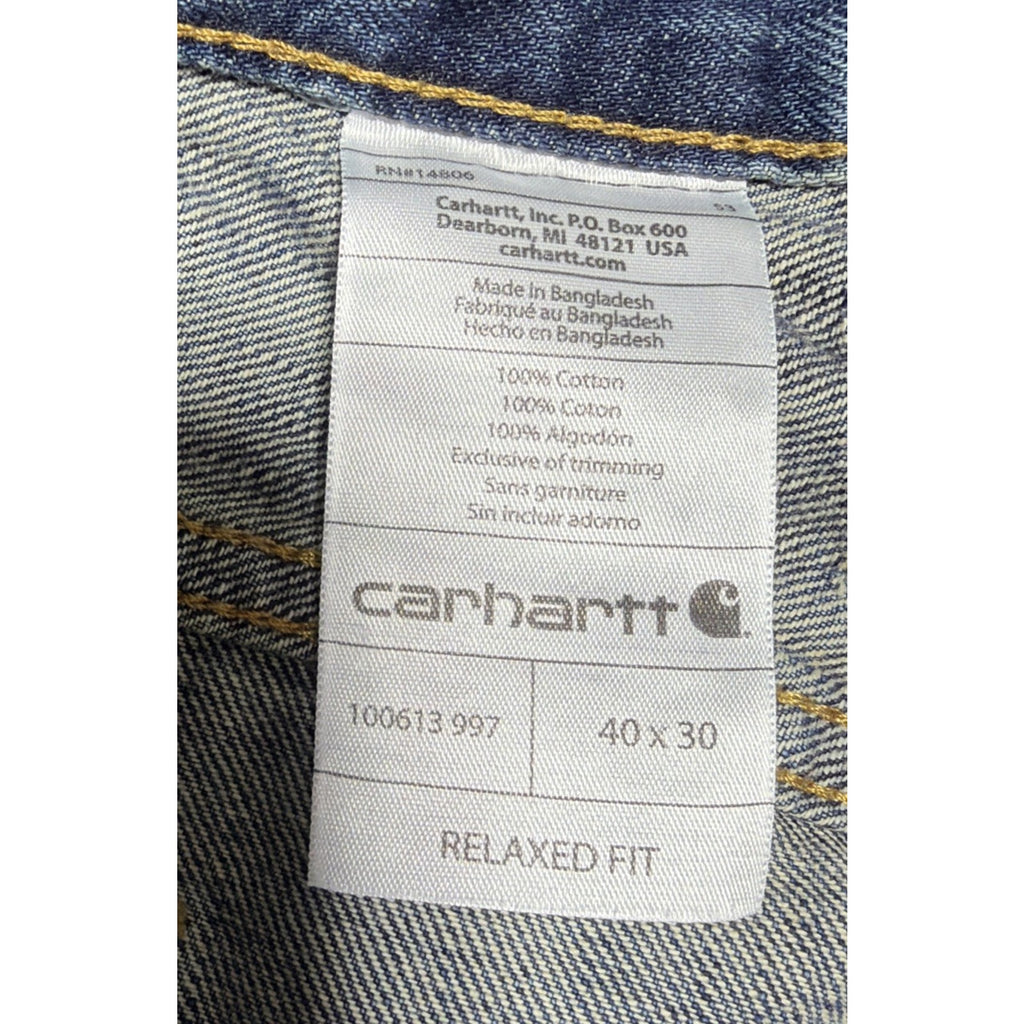 RN#14806
53
Carhartt, Inc. P.O. Box 600
Dearborn, MI 48121 USA
carhartt.com
Made in Bangladesh
Fabriqué au Bangladesh
Hecho en Bangladesh
100% Cotton
100% Coton
100% Algodón
Exclusive of trimming
Sans garniture
Sin incluir adorno
carhartt
100613 997
40 x 30
RELAXED FIT